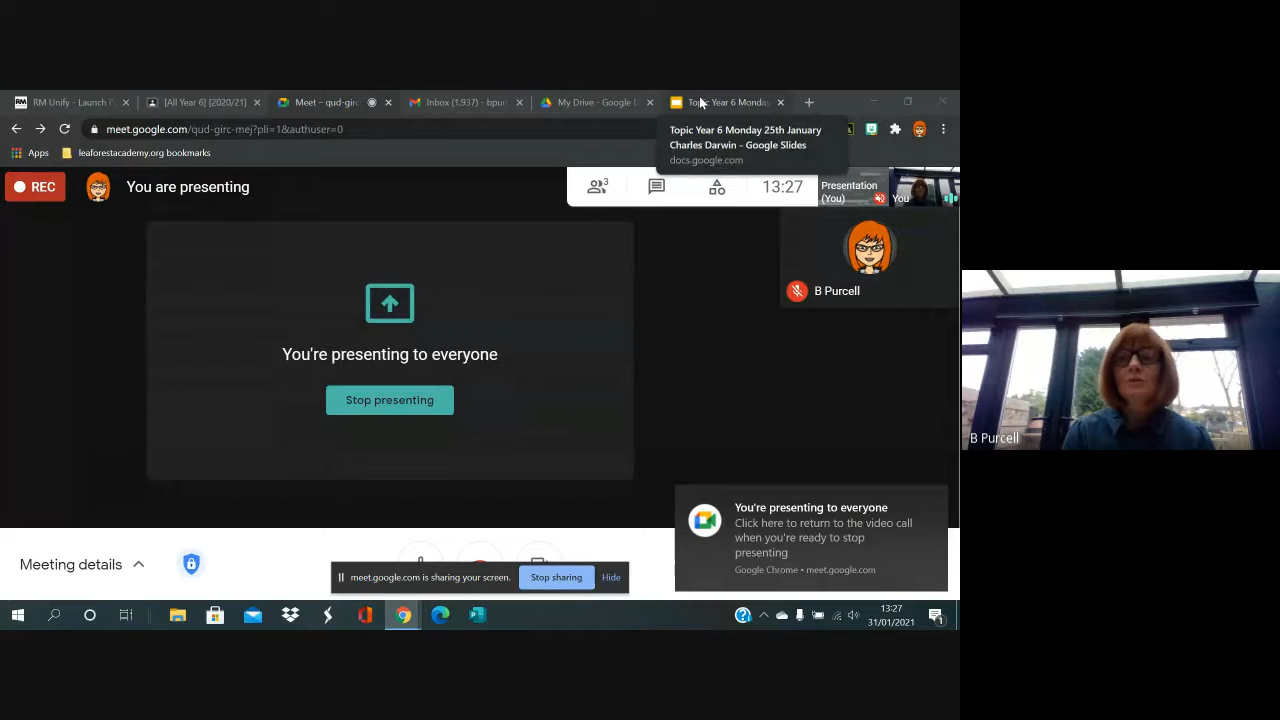 RM Unify - Launch P
[All Year 6] [2020/21]
Meet – qud-girc
Inbox (1,937) - bpur
My Drive - Google D
Topic Year 6 Monday
meet.google.com/qud-girc-mej?pli=1&authuser=0
Apps
leaforestacademy.org bookmarks
Topic Year 6 Monday 25th January
Charles Darwin - Google Slides
docs.google.com
REC
You are presenting
3
13:27
Presentation
(You)
You
B Purcell
You're presenting to everyone
Stop presenting
B Purcell
You're presenting to everyone
Click here to return to the video call
when you're ready to stop
presenting
Google Chrome • meet.google.com
Meeting details
meet.google.com is sharing your screen.
Stop sharing
Hide
13:27
31/01/2021
1